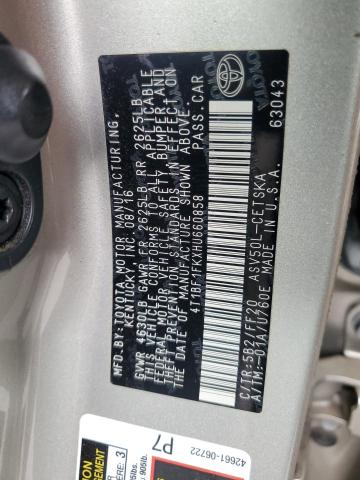 MFD.BY:TOYOTA MOTOR MANUFACTURING,
KENTUCKY, INC. 08/16
GVWR 4630LB GAWR FR 2625LB RR 2625LB
THIS VEHICLE CONFORMS TO ALL APPLICABLE
FEDERAL MOTOR VEHICLE SAFETY, BUMPER, AND
THEFT PREVENTION STANDARDS IN EFFECT ON
THE DATE OF MANUFACTURE SHOWN ABOVE.
4T1BF1FKXHU660858 PASS.CAR
TOYOTA
63043
C/TR:5B2/FF20 ASV50L-CETSKA
A/TM:-01A/U760E MADE IN U.S.A.
42661-06722
P7